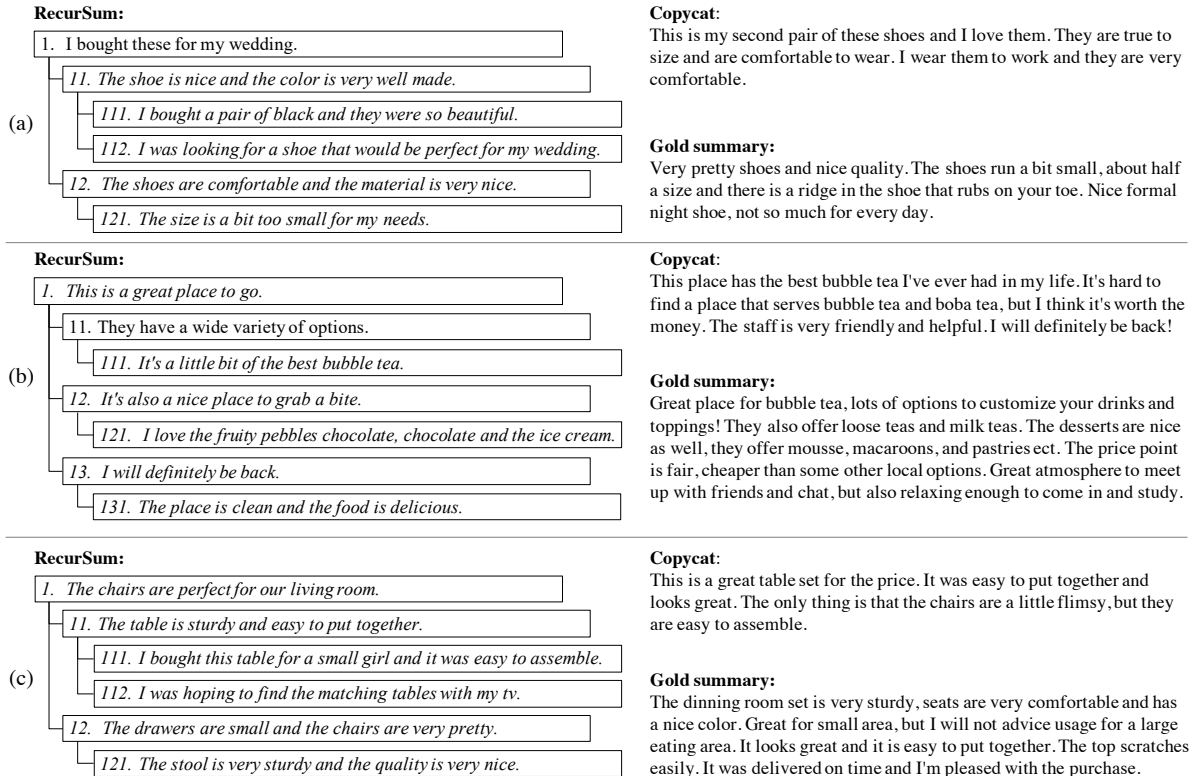 RecurSum:
1. I bought these for my wedding.
11. The shoe is nice and the color is very well made.
111. I bought a pair of black and they were so beautiful.
112. I was looking for a shoe that would be perfect for my wedding.
12. The shoes are comfortable and the material is very nice.
121. The size is a bit too small for my needs.
(a)
Copycat:
This is my second pair of these shoes and I love them. They are true to
size and are comfortable to wear. I wear them to work and they are very
comfortable.
Gold summary:
Very pretty shoes and nice quality. The shoes run a bit small, about half
a size and there is a ridge in the shoe that rubs on your toe. Nice formal
night shoe, not so much for every day.
RecurSum:
1. This is a great place to go.
11. They have a wide variety of options.
111. It's a little bit of the best bubble tea.
12. It's also a nice place to grab a bite.
121. I love the fruity pebbles chocolate, chocolate and the ice cream.
13. I will definitely be back.
131. The place is clean and the food is delicious.
(b)
Copycat:
This place has the best bubble tea I've ever had in my life. It's hard to
find a place that serves bubble tea and boba tea, but I think it's worth the
money. The staff is very friendly and helpful. I will definitely be back!
Gold summary:
Great place for bubble tea, lots of options to customize your drinks and
toppings! They also offer loose teas and milk teas. The desserts are nice
as well, they offer mousse, macaroons, and pastries ect. The price point
is fair, cheaper than some other local options. Great atmosphere to meet
up with friends and chat, but also relaxing enough to come in and study.
RecurSum:
1. The chairs are perfect for our living room.
11. The table is sturdy and easy to put together.
111. I bought this table for a small girl and it was easy to assemble.
112. I was hoping to find the matching tables with my tv.
12. The drawers are small and the chairs are very pretty.
121. The stool is very sturdy and the quality is very nice.
(c)
Copycat:
This is a great table set for the price. It was easy to put together and
looks great. The only thing is that the chairs are a little flimsy, but they
are easy to assemble.
Gold summary:
The dinning room set is very sturdy, seats are very comfortable and has
a nice color. Great for small area, but I will not advice usage for a large
eating area. It looks great and it is easy to put together. The top scratches
easily. It was delivered on time and I'm pleased with the purchase.